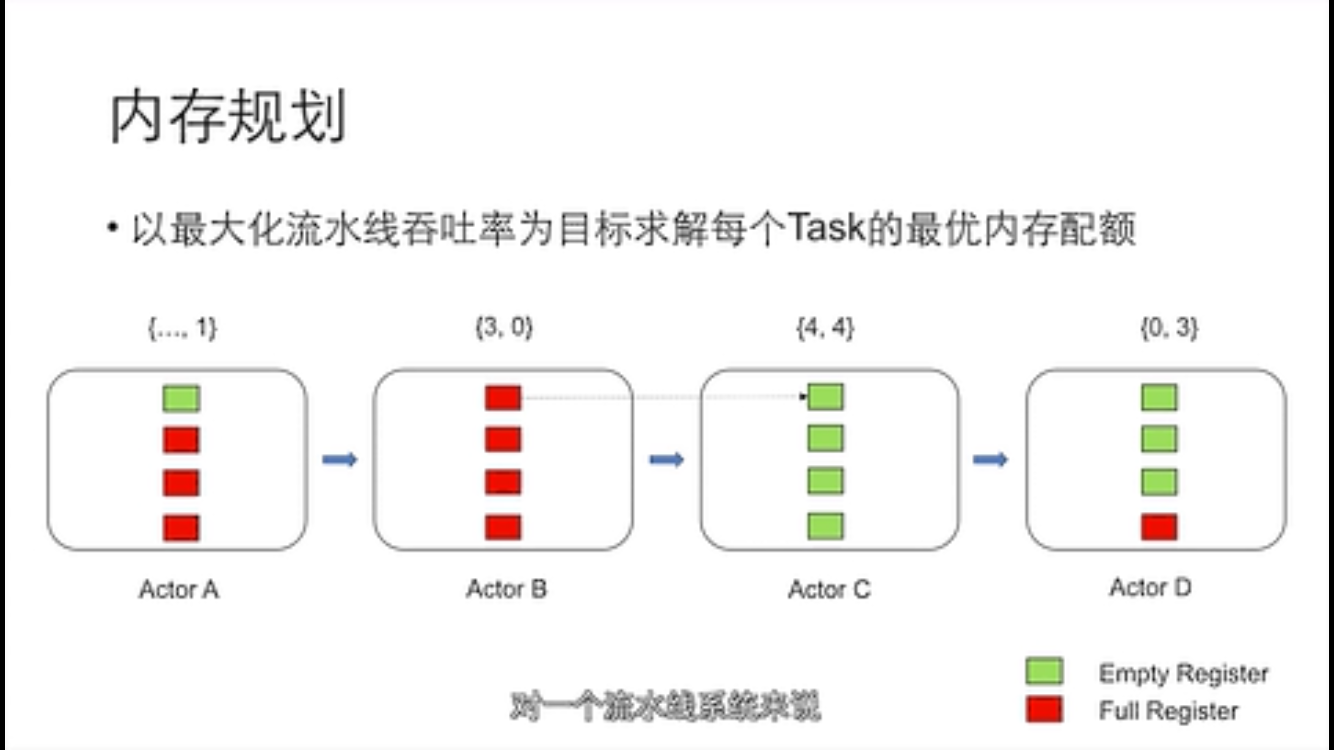 内存规划
• 以最大化流水线吞吐率为目标求解每个Task的最优内存配额
{..., 1}
{3, 0}
{4, 4}
{0, 3}
Actor A
Actor B
Actor C
Actor D
Empty Register
Full Register
对一个流水线系统来说